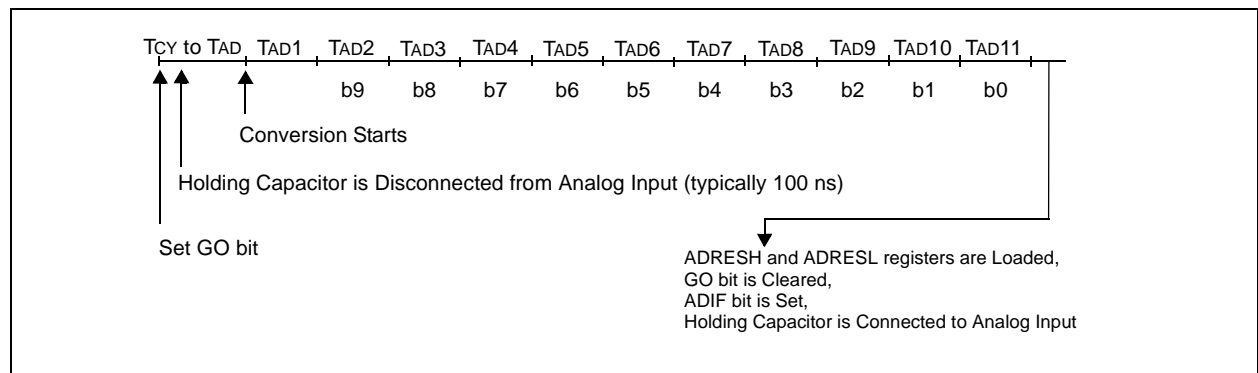 TCY to TAD TAD1 TAD2 TAD3 TAD4 TAD5 TAD6 TAD7 TAD8 TAD9 TAD10 TAD11
b9 b8 b7 b6 b5 b4 b3 b2 b1 b0
Conversion Starts
Holding Capacitor is Disconnected from Analog Input (typically 100 ns)
Set GO bit
ADRESH and ADRESL registers are Loaded,
GO bit is Cleared,
ADIF bit is Set,
Holding Capacitor is Connected to Analog Input